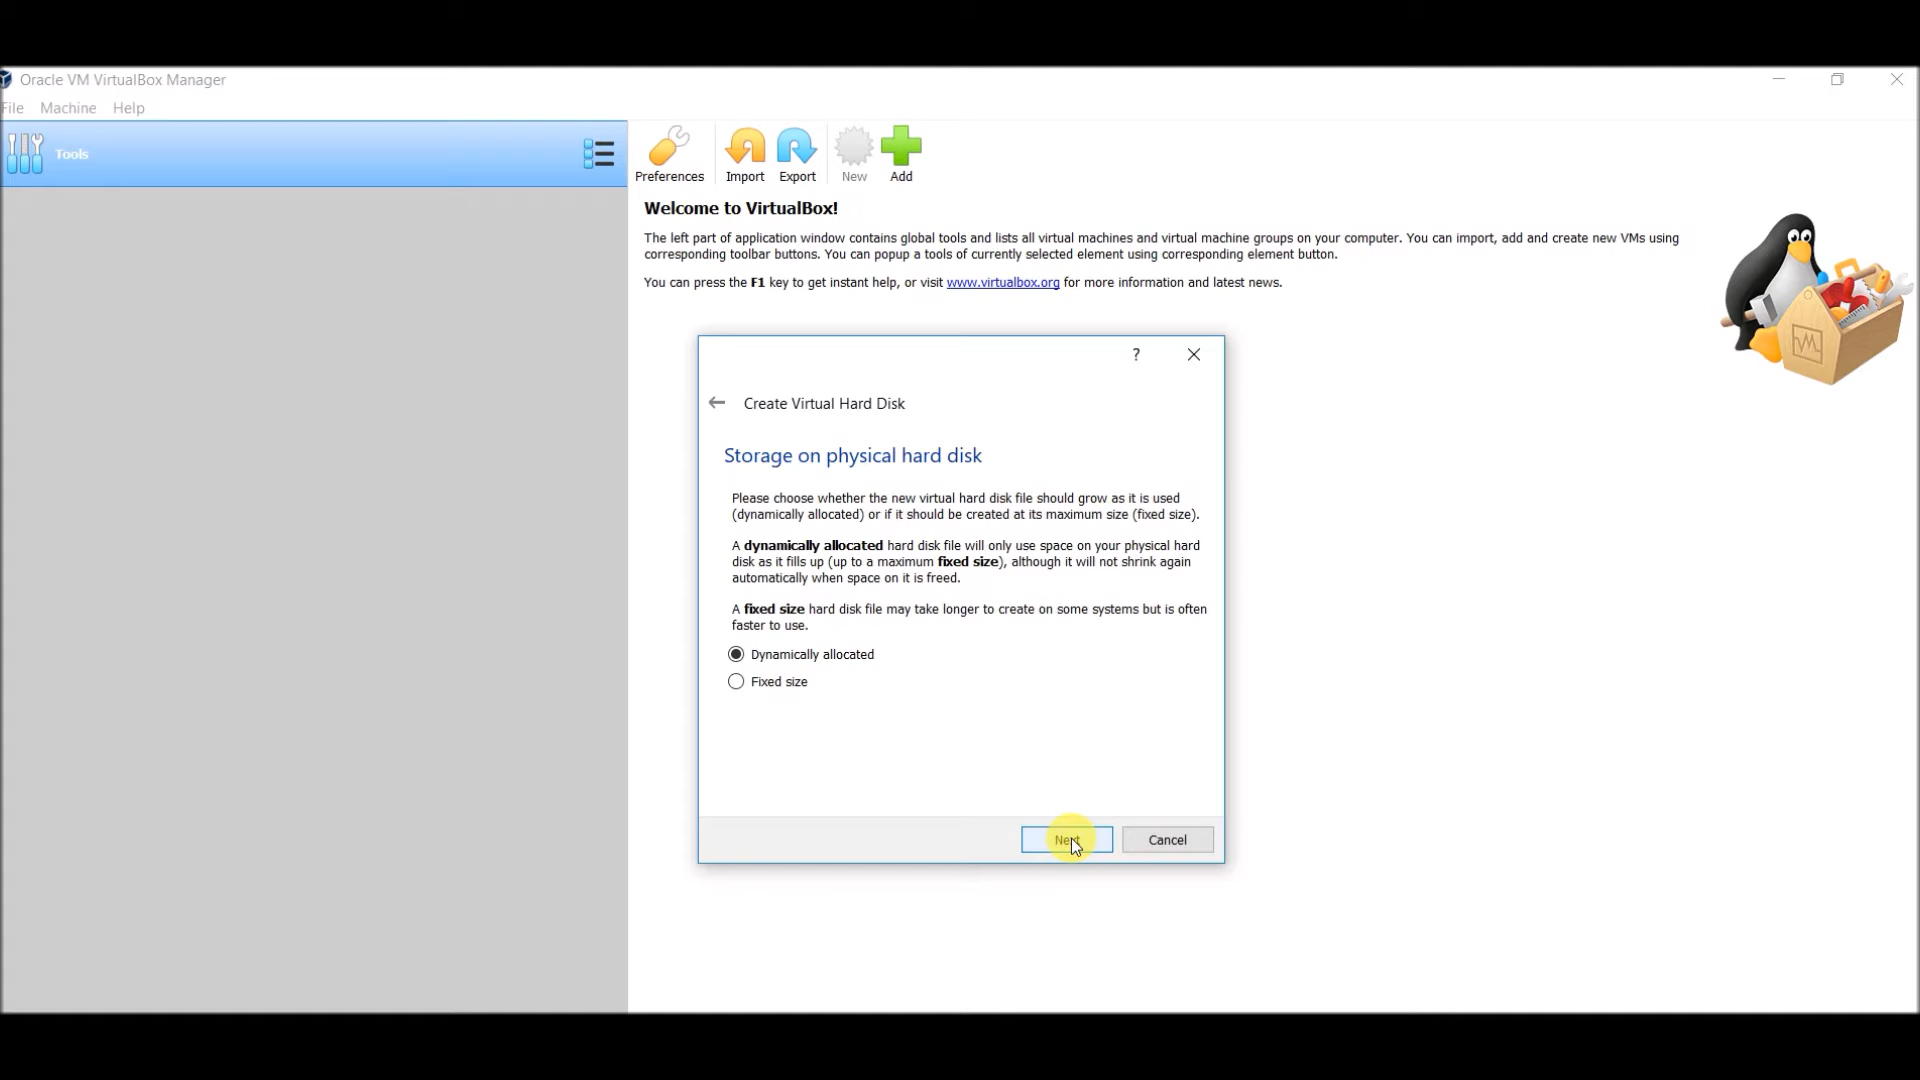 Oracle VM VirtualBox Manager
File Machine Help
Tools
Preferences Import Export New Add
Welcome to VirtualBox!
The left part of application window contains global tools and lists all virtual machines and virtual machine groups on your computer. You can import, add and create new VMs using
corresponding toolbar buttons. You can popup a tools of currently selected element using corresponding element button.
You can press the F1 key to get instant help, or visit www.virtualbox.org for more information and latest news.
?
Create Virtual Hard Disk
Storage on physical hard disk
Please choose whether the new virtual hard disk file should grow as it is used
(dynamically allocated) or if it should be created at its maximum size (fixed size).
A dynamically allocated hard disk file will only use space on your physical hard
disk as it fills up (up to a maximum fixed size), although it will not shrink again
automatically when space on it is freed.
A fixed size hard disk file may take longer to create on some systems but is often
faster to use.
Dynamically allocated
Fixed size
Next Cancel